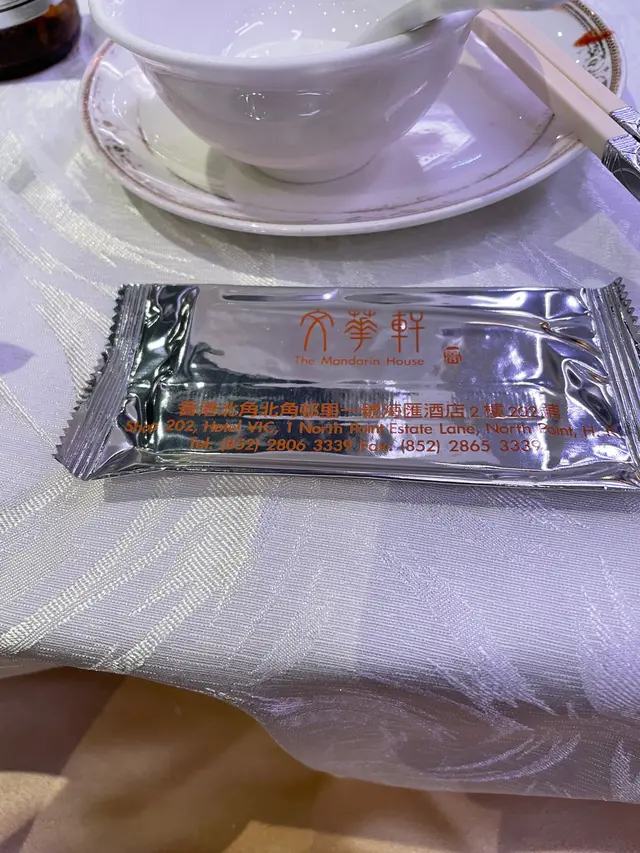 文華軒
The Mandarin House
香港北角北角邨里一號海匯酒店2樓202舖
Shop 202, Hotel VIC, 1 North Point Estate Lane, North Point, H.K.
Tel: (852) 2806 3339 Fax: (852) 2865 3339